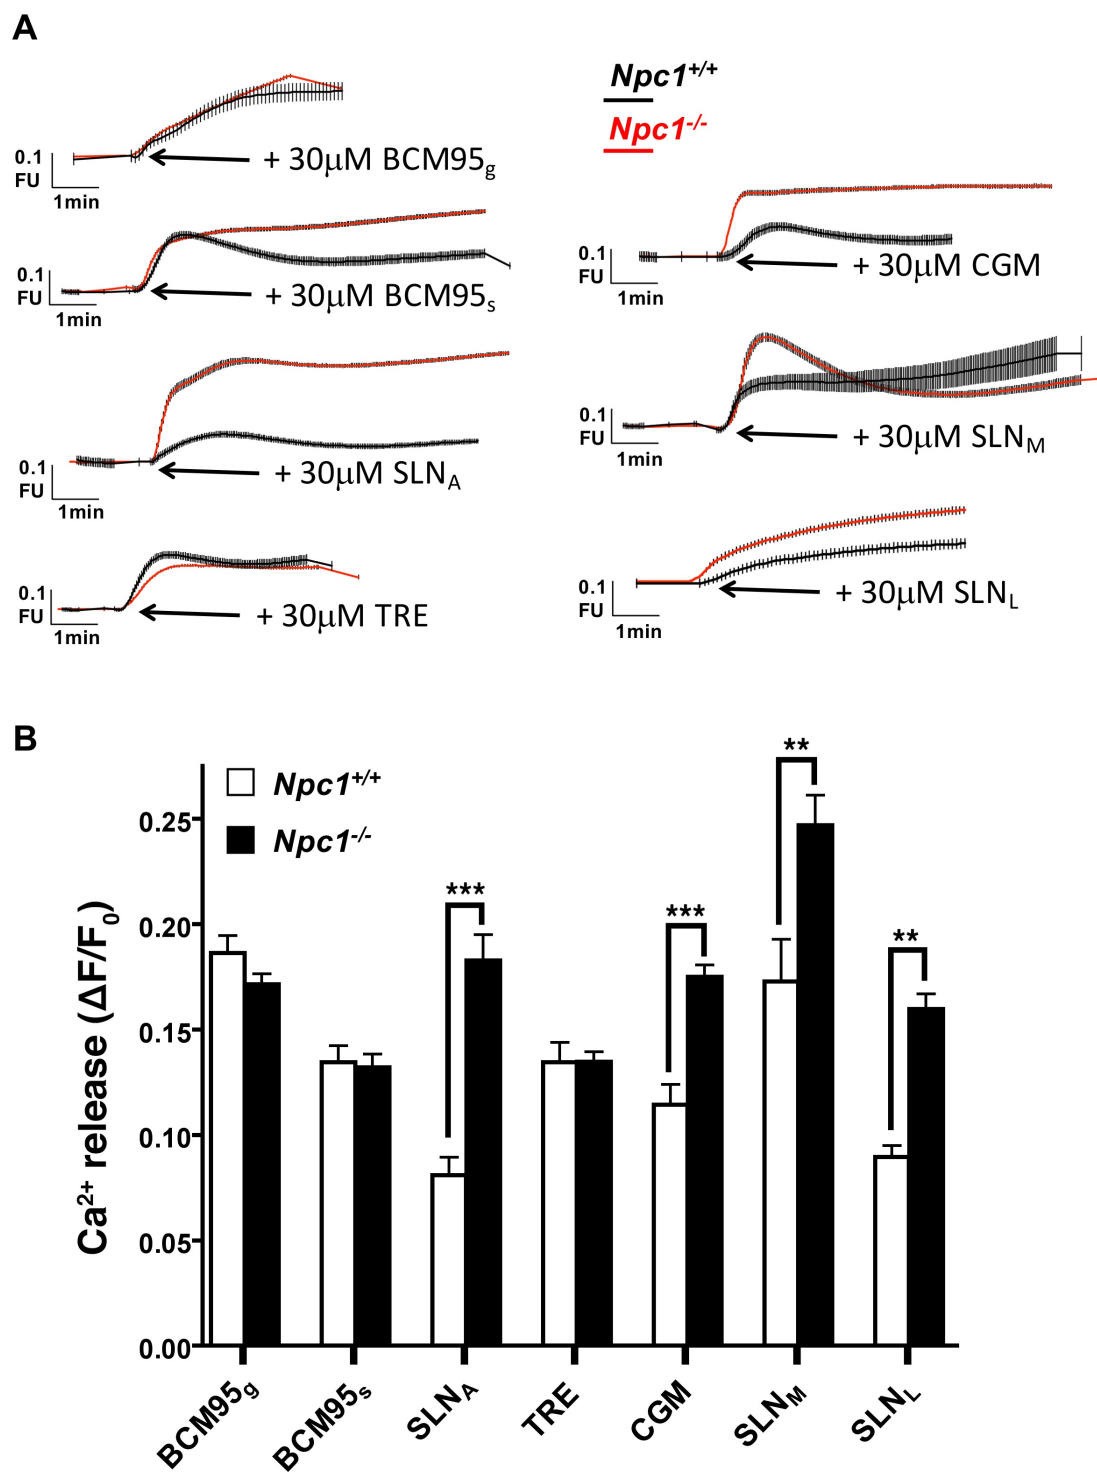 A
Npc1+/+
Npc1-/-
0.1
FU
1min
+ 30µM BCM95g
0.1
FU
1min
+ 30µM BCM95s
0.1
FU
1min
+ 30µM SLNA
0.1
FU
1min
+ 30µM TRE
0.1
FU
1min
+ 30µM CGM
0.1
FU
1min
+ 30µM SLNM
0.1
FU
1min
+ 30µM SLNL
B
Npc1+/+
Npc1-/-
Ca2+ release (ΔF/F0)
0.25
0.20
0.15
0.10
0.05
0.00
***
***
**
**
BCM95g
BCM95s
SLNA
TRE
CGM
SLNM
SLNL